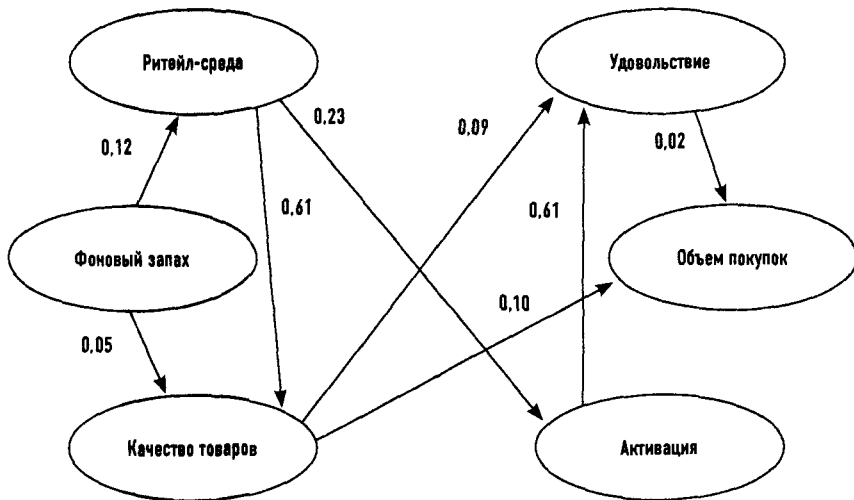 Ритейл-среда
Удовольствие
0,23
0,09
0,02
0,12
0,61
0,61
Фоновый запах
Объем покупок
0,10
0,05
Качество товаров
Активация